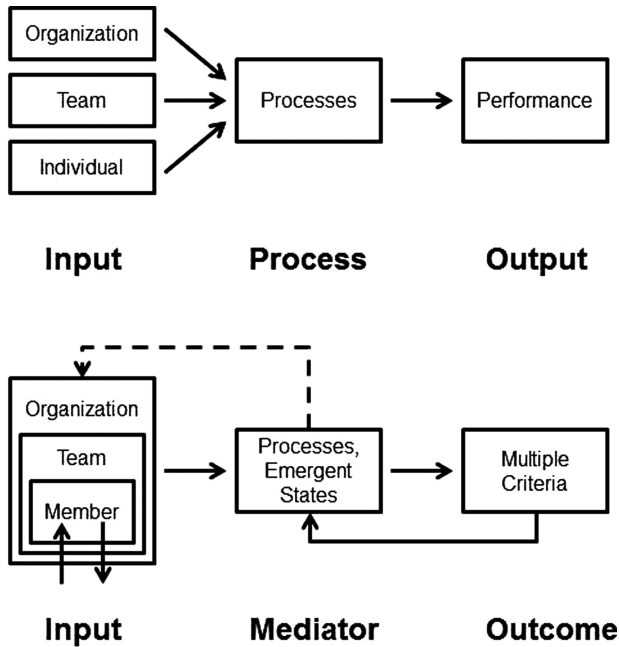 Organization
Team
Individual
Processes
Performance
Input
Process
Output
Organization
Team
Member
Processes,
Emergent
States
Multiple
Criteria
Input
Mediator
Outcome